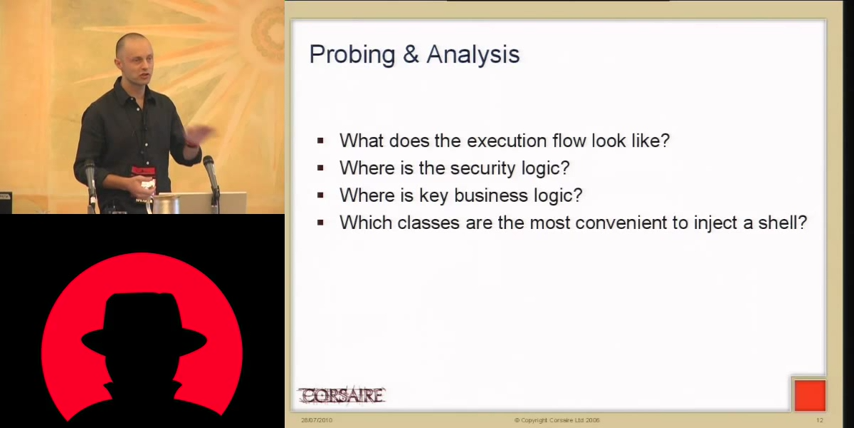 Probing & Analysis
▪ What does the execution flow look like?
▪ Where is the security logic?
▪ Where is key business logic?
▪ Which classes are the most convenient to inject a shell?
CORSAIRE
26/07/2010 © Copyright Corsaire Ltd 2008 12